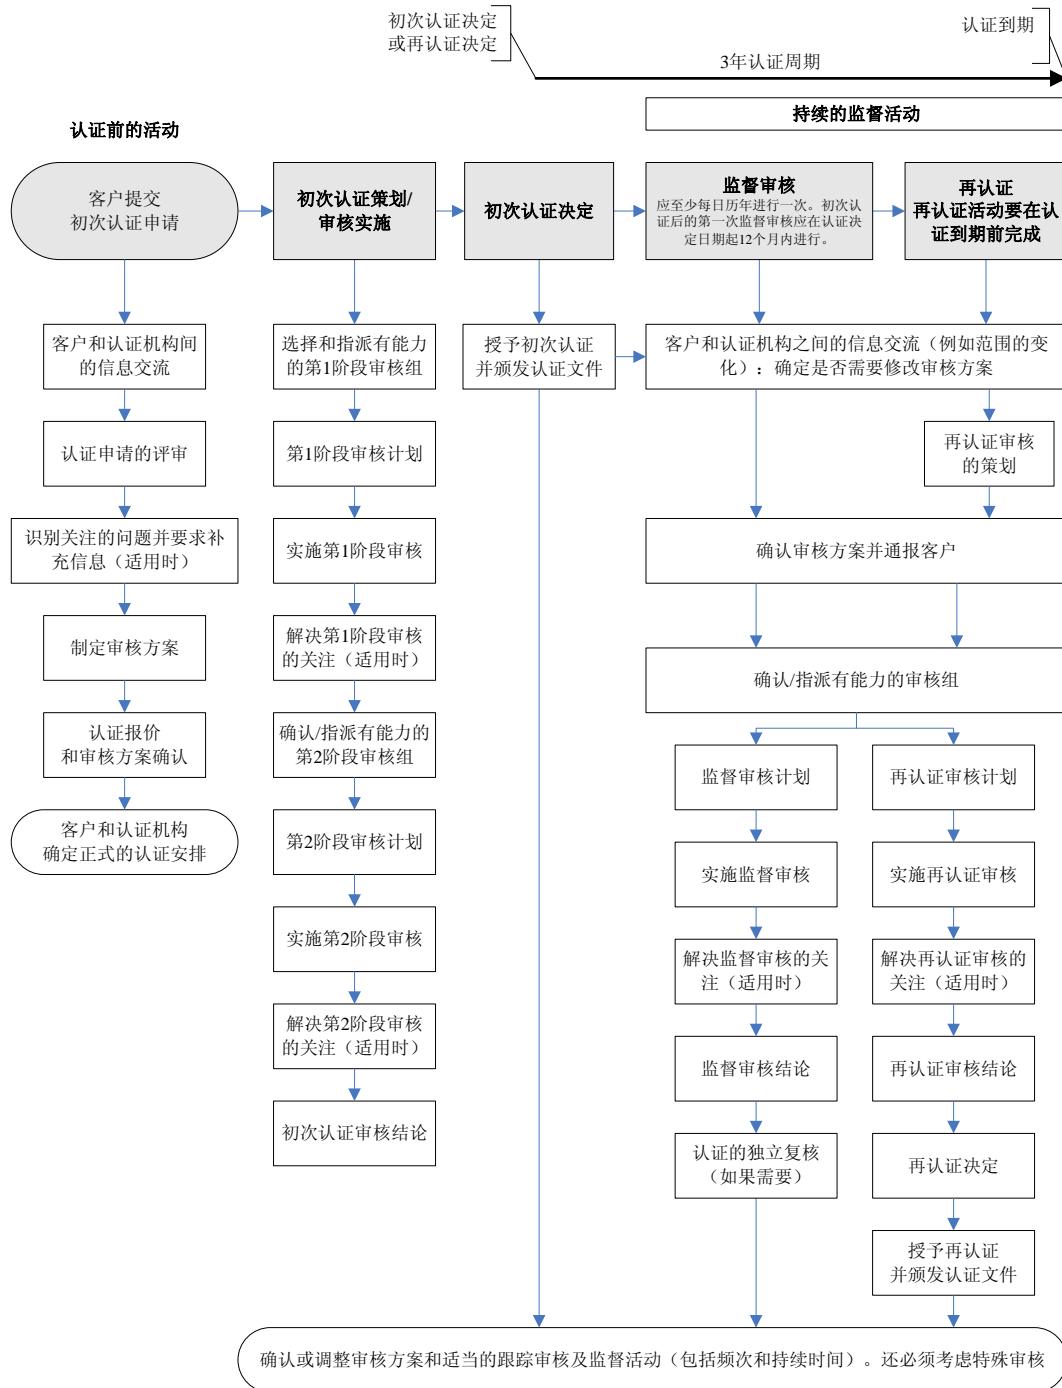 初次认证决定
或再认证决定
认证到期
3年认证周期
持续的监督活动
认证前的活动
客户提交
初次认证申请
初次认证策划/
审核实施
初次认证决定
监督审核
应至少每日历年进行一次。初次认
证后的第一次监督审核应在认证决
定日期起12个月内进行。
再认证
再认证活动要在认
证到期前完成
客户和认证机构间
的信息交流
认证申请的评审
识别关注的问题并要求补
充信息（适用时）
制定审核方案
认证报价
和审核方案确认
客户和认证机构
确定正式的认证安排
选择和指派有能力
的第1阶段审核组
第1阶段审核计划
实施第1阶段审核
解决第1阶段审核
的关注（适用时）
确认/指派有能力的
第2阶段审核组
第2阶段审核计划
实施第2阶段审核
解决第2阶段审核
的关注（适用时）
初次认证审核结论
授予初次认证
并颁发认证文件
客户和认证机构之间的信息交流（例如范围的变
化）：确定是否需要修改审核方案
再认证审核
的策划
确认审核方案并通报客户
确认/指派有能力的审核组
监督审核计划
实施监督审核
解决监督审核的关
注（适用时）
监督审核结论
认证的独立复核
（如果需要）
再认证审核计划
实施再认证审核
解决再认证审核的
关注（适用时）
再认证审核结论
再认证决定
授予再认证
并颁发认证文件
确认或调整审核方案和适当的跟踪审核及监督活动（包括频次和持续时间）。还必须考虑特殊审核